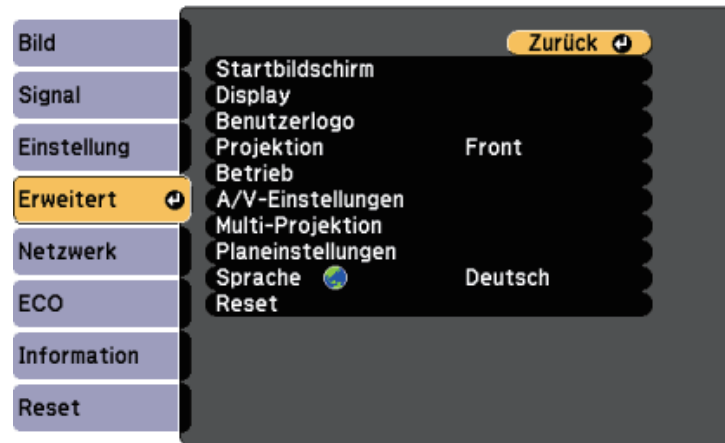 Bild
Signal
Einstellung
Erweitert
Netzwerk
ECO
Information
Reset
Zurück
Startbildschirm
Display
Benutzerlogo
Projektion Front
Betrieb
A/V-Einstellungen
Multi-Projektion
Planeinstellungen
Sprache Deutsch
Reset